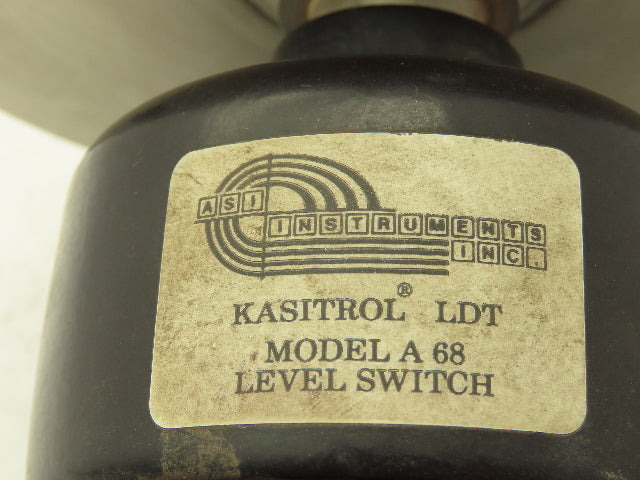 ASI INSTRUMENTS
INC.
KASITROL® LDT
MODEL A 68
LEVEL SWITCH